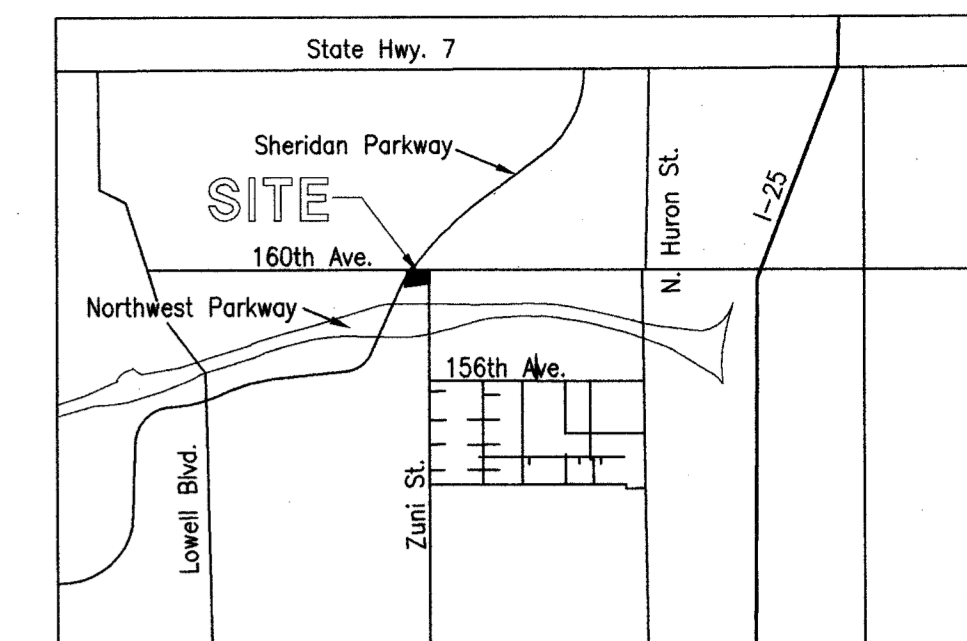 State Hwy. 7
Sheridan Parkway
SITE
N. Huron St.
I-25
160th Ave.
Northwest Parkway
156th Ave.
Lowell Blvd.
Zuni St.